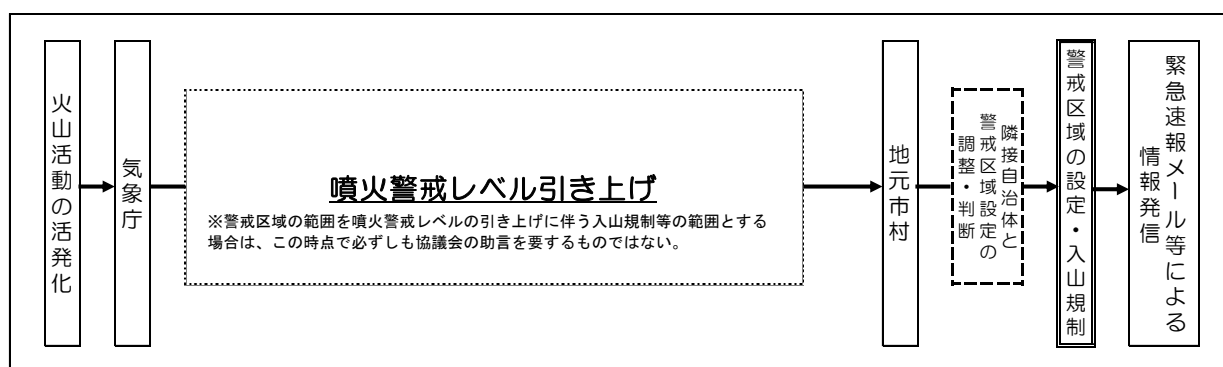 火山活動の活発化
気象庁
噴火警戒レベル引き上げ
※警戒区域の範囲を噴火警戒レベルの引き上げに伴う入山規制等の範囲とする
場合は、この時点で必ずしも協議会の助言を要するものではない。
地元市村
隣接自治体と
警戒区域設定の
調整・判断
警戒区域の設定・入山規制
緊急速報メール等による
情報発信